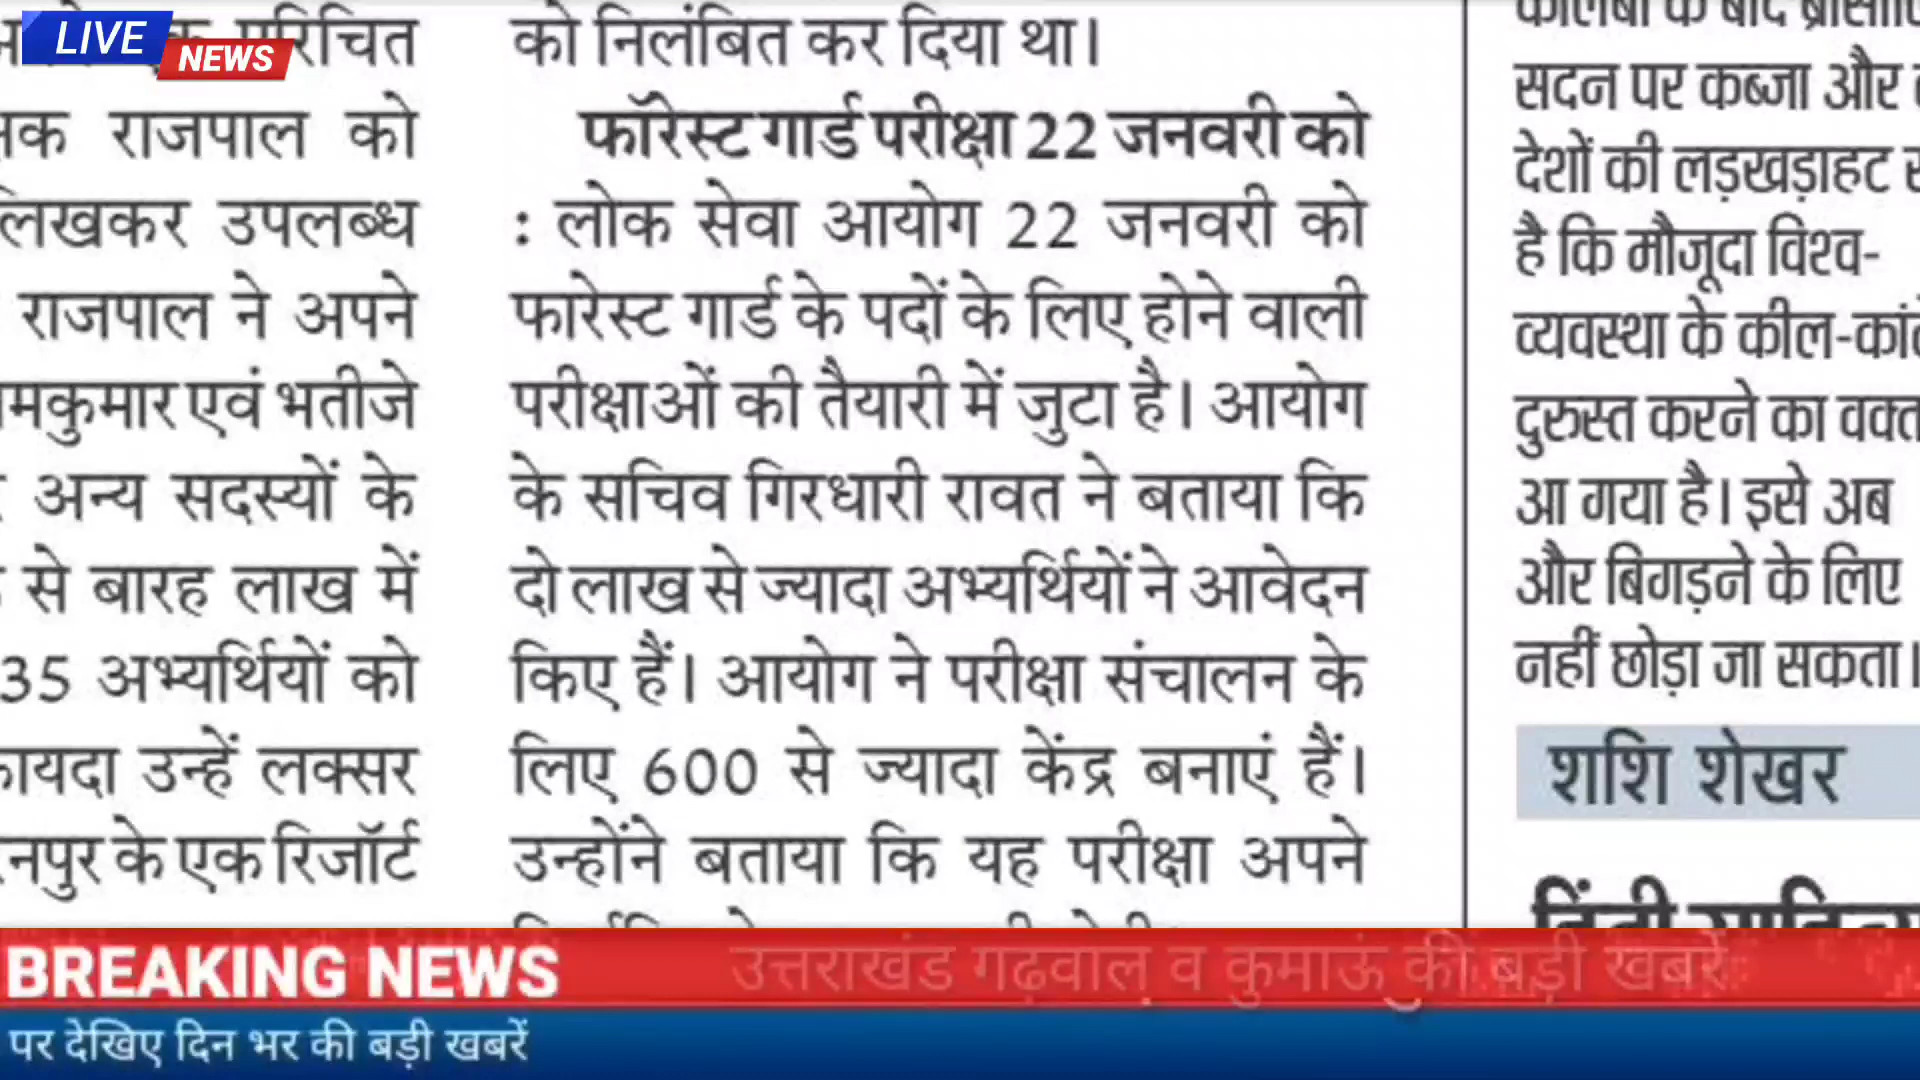 LIVE
NEWS
परिचित
राजपाल को
उपलब्ध
राजपाल ने अपने
एवं भतीजे
अन्य सदस्यों के
से बारह लाख में
35 अभ्यर्थियों को
उन्हें लक्सर
के एक रिजॉर्ट
को निलंबित कर दिया था।
फॉरेस्ट गार्ड परीक्षा 22 जनवरी को
: लोक सेवा आयोग 22 जनवरी को
फारेस्ट गार्ड के पदों के लिए होने वाली
परीक्षाओं की तैयारी में जुटा है। आयोग
के सचिव गिरधारी रावत ने बताया कि
दो लाख से ज्यादा अभ्यर्थियों ने आवेदन
किए हैं। आयोग ने परीक्षा संचालन के
लिए 600 से ज्यादा केंद्र बनाएं हैं।
उन्होंने बताया कि यह परीक्षा अपने
के बाद
सदन पर कब्जा और
देशों की लड़खड़ाहट
है कि मौजूदा विश्व-
व्यवस्था के
दुरुस्त करने का वक्त
आ गया है। इसे अब
और बिगड़ने के लिए
नहीं छोड़ा जा सकता।
शशि शेखर
BREAKING NEWS
उत्तराखंड गढ़वाल व कुमाऊं की बड़ी खबरें
पर देखिए दिन भर की बड़ी खबरें